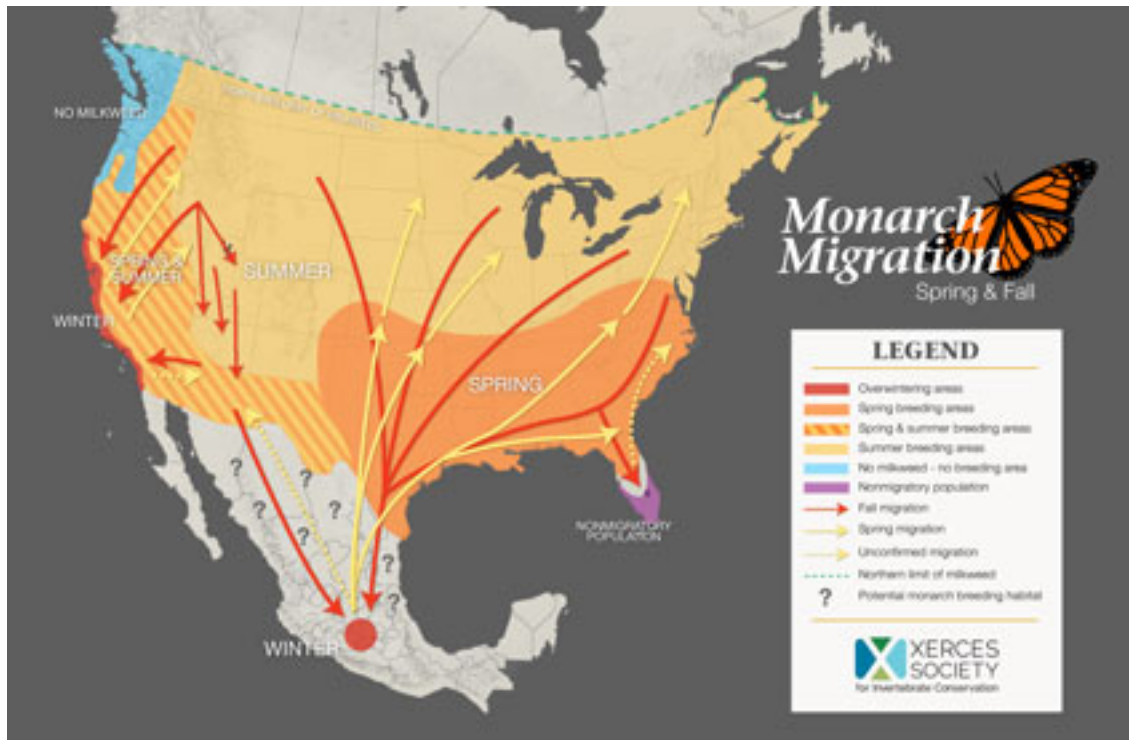 NO MILKWEED
SPRING &
SUMMER
SUMMER
WINTER
SPRING
NONMIGRATORY
POPULATION
WINTER
?
?
?
?
?
?
Monarch
Migration
Spring & Fall
LEGEND
Overwintering areas
Spring breeding areas
Spring & summer breeding areas
Summer breeding areas
No milkweed - no breeding area
Nonmigratory population
Fall migration
Spring migration
Unconfirmed migration
Northern limit of milkweed
? Potential monarch breeding habitat
XERCES
SOCIETY
for Invertebrate Conservation